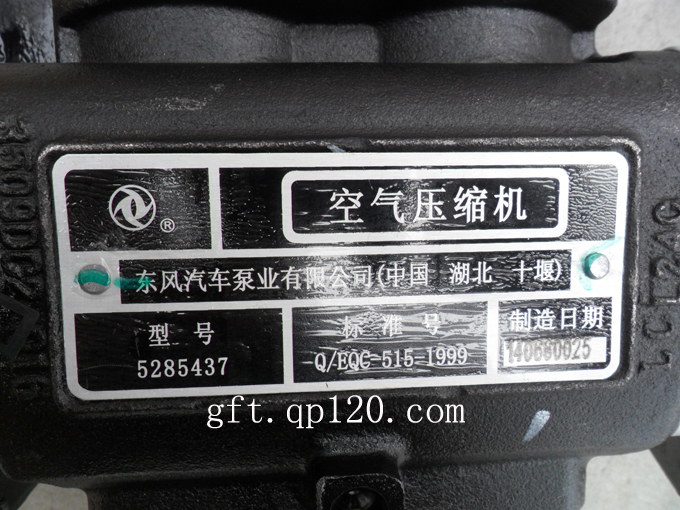 ®
空气压缩机
东风汽车泵业有限公司(中国 湖北 十堰)
型号
5285437
标准号
Q/EQC-515-1999
制造日期
gft.qp120.com